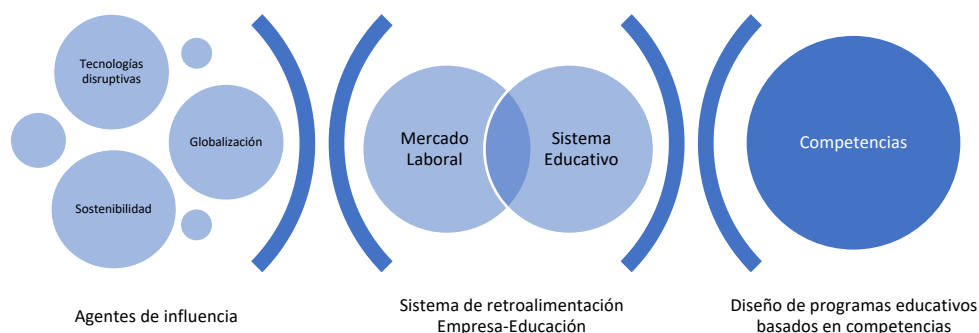 Tecnologías
disruptivas
Globalización
Sostenibilidad
Agentes de influencia
Mercado
Laboral
Sistema
Educativo
Sistema de retroalimentación
Empresa-Educación
Competencias
Diseño de programas educativos
basados en competencias